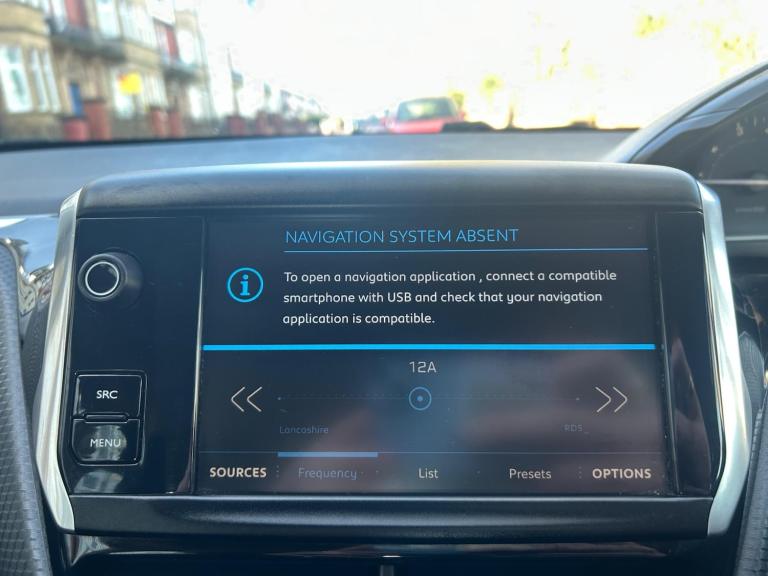 NAVIGATION SYSTEM ABSENT
To open a navigation application , connect a compatible
smartphone with USB and check that your navigation
application is compatible.
12A
SRC
Lancashire
RDS_
MENU
SOURCES Frequency List Presets OPTIONS